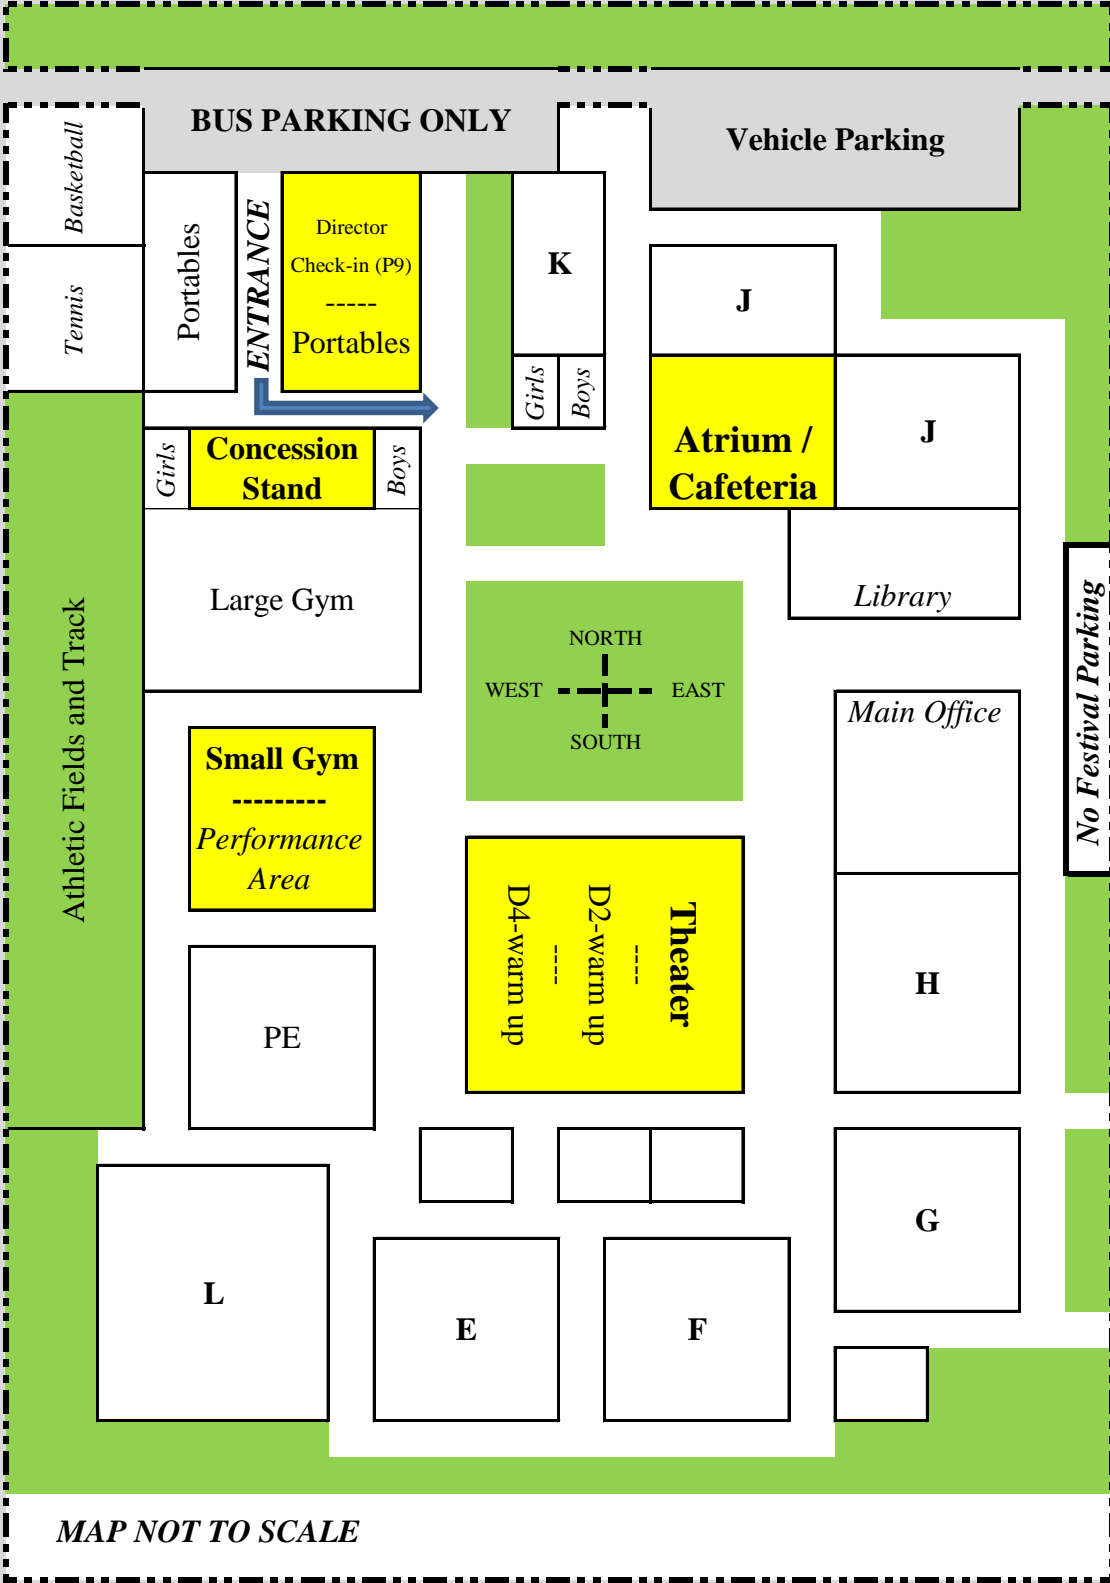 BUS PARKING ONLY
Vehicle Parking
Basketball
Tennis
Portables
ENTRANCE
Director
Check-in (P9)
-----
Portables
K
Girls
Boys
J
Atrium /
Cafeteria
J
Library
Girls
Concession
Stand
Boys
Large Gym
Athletic Fields and Track
NORTH
WEST
EAST
SOUTH
No Festival Parking
Main Office
Small Gym
---------
Performance
Area
Theater
----
D2-warm up
----
D4-warm up
H
PE
G
L
E
F
MAP NOT TO SCALE